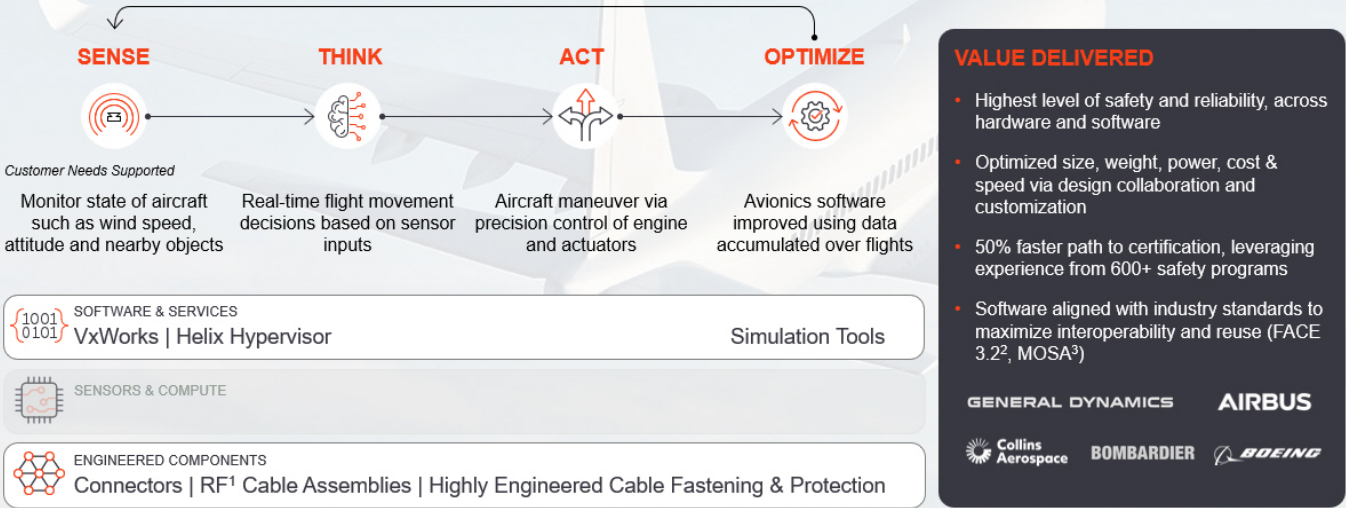 SENSE
THINK
ACT
OPTIMIZE
Customer Needs Supported
Monitor state of aircraft
such as wind speed,
attitude and nearby objects
Real-time flight movement
decisions based on sensor
inputs
Aircraft maneuver via
precision control of engine
and actuators
Avionics software
improved using data
accumulated over flights
1001
0101
SOFTWARE & SERVICES
VxWorks | Helix Hypervisor
Simulation Tools
SENSORS & COMPUTE
ENGINEERED COMPONENTS
Connectors | RF¹ Cable Assemblies | Highly Engineered Cable Fastening & Protection
VALUE DELIVERED
• Highest level of safety and reliability, across
hardware and software
• Optimized size, weight, power, cost &
speed via design collaboration and
customization
• 50% faster path to certification, leveraging
experience from 600+ safety programs
• Software aligned with industry standards to
maximize interoperability and reuse (FACE
3.2², MOSA³)
GENERAL DYNAMICS
AIRBUS
Collins
Aerospace
BOMBARDIER
BOEING